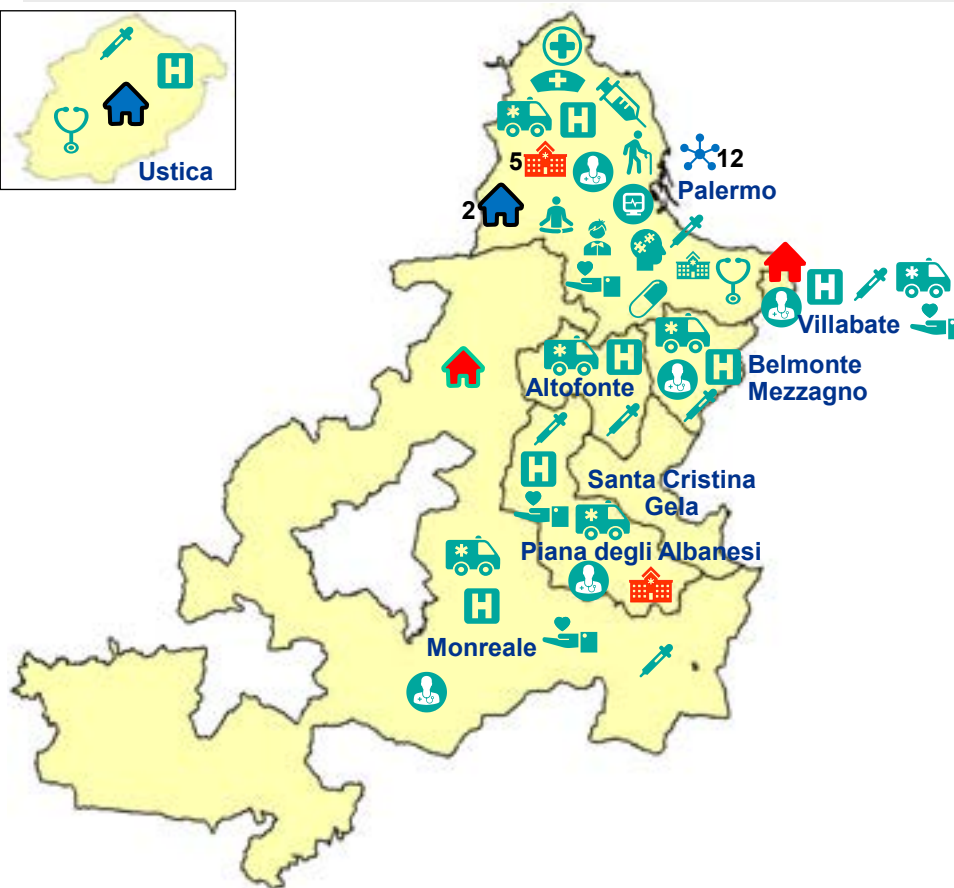 H
Ustica
H
5
12
Palermo
2
H
Villabate
H
H
Belmonte
Mezzagno
Altofonte
H
Santa Cristina
Gela
Piana degli Albanesi
H
Monreale